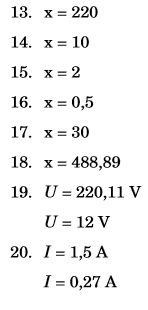 13. x = 220
14. x = 10
15. x = 2
16. x = 0,5
17. x = 30
18. x = 488,89
19. U = 220,11 V
U = 12 V
20. I = 1,5 A
I = 0,27 A